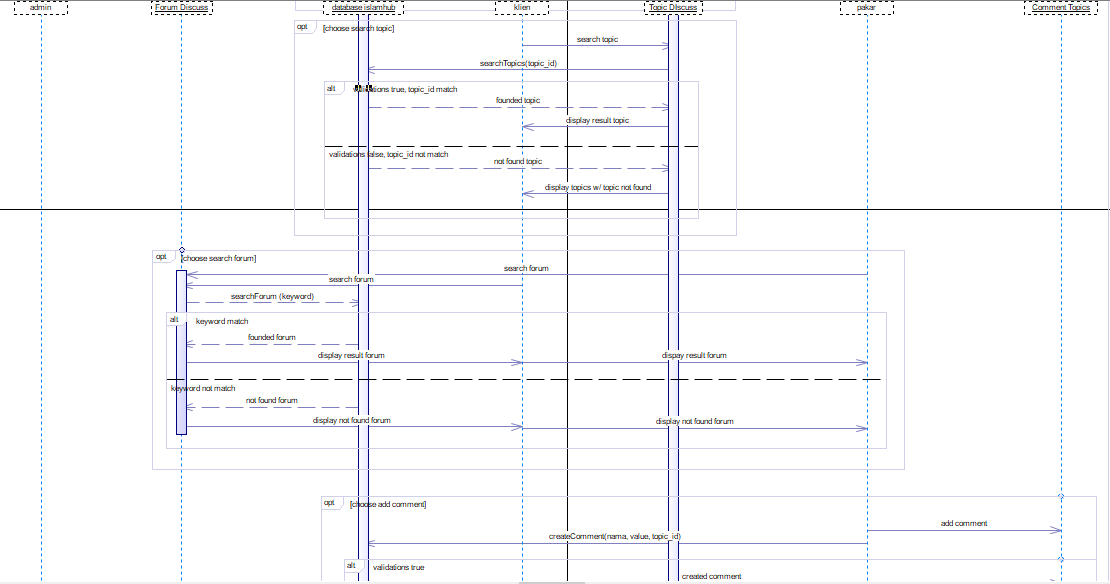 admin
Forum Discuss
database islamhub
klien
Topic DIscuss
pakar
Comment Topics
opt
[choose search topic]
search topic
searchTopics(topic_id)
alt
validations true, topic_id match
founded topic
display result topic
validations false, topic_id not match
not found topic
display topics w/ topic not found
opt
[choose search forum]
search forum
search forum
searchForum (keyword)
alt
keyword match
founded forum
display result forum
dispay result forum
keyword not match
not found forum
display not found forum
display not found forum
opt
[choose add comment]
add comment
createComment(nama, value, topic_id)
alt
validations true
created comment